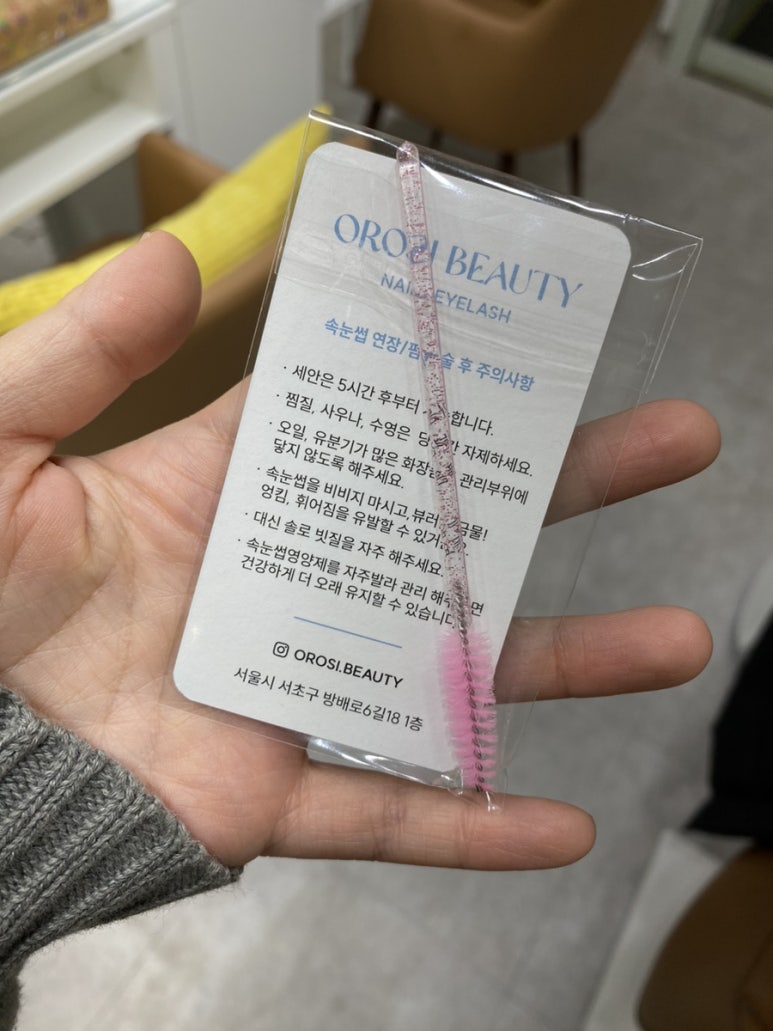 OROSI BEAUTY
NAIL EYELASH
속눈썹 연장/펌 시술 후 주의사항
· 세안은 5시간 후부터
· 찜질, 사우나, 수영은 자제하세요.
· 오일, 유분기가 많은 화장품이 관리부위에
닿지 않도록 해주세요.
· 속눈썹을 비비지 마시고,뷰러 금물!
엉킴, 휘어짐을 유발할 수 있거
· 대신 솔로 빗질을 자주 해주세요
· 속눈썹영양제를 자주발라 관리
건강하게 더 오래 유지할 수 있습니다
OROSI.BEAUTY
서울시 서초구 방배로6길18 1층